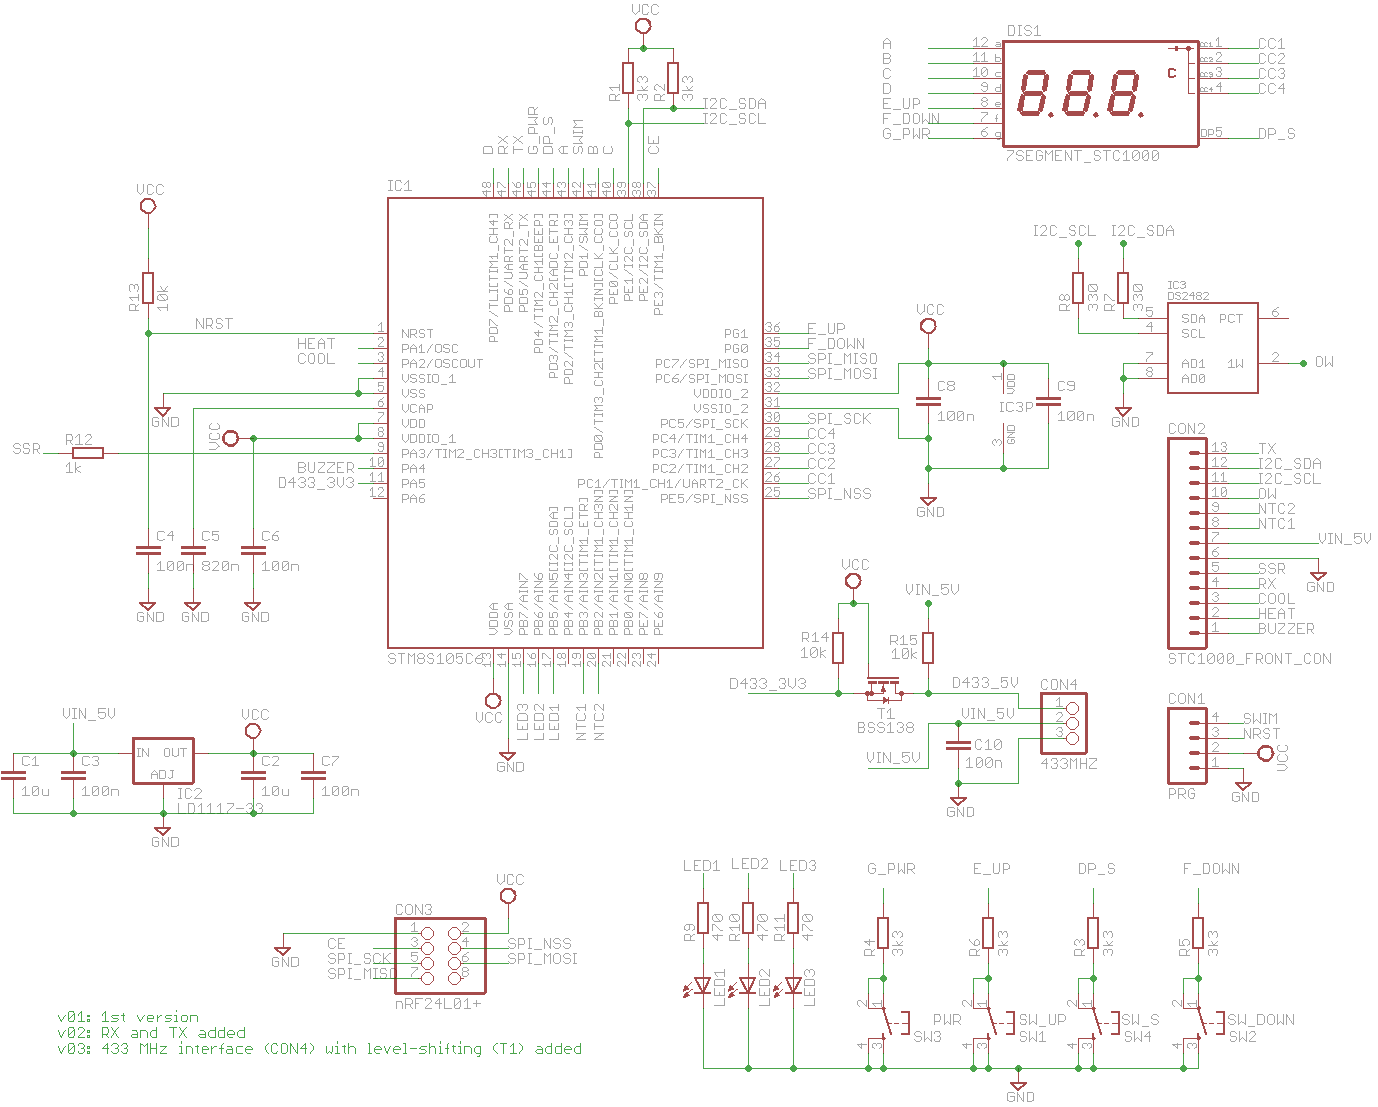 VCC
R1
3k3
R2
3k3
I2C_SDA
I2C_SCL
D
RX
TX
G_PWR
DP_S
A
SWIM
B
C
CE
48
47
46
45
44
43
42
41
40
39
38
37
DIS1
A 12 a
B 11 b
C 10 c
D 9 d
E_UP 8 e
F_DOWN 7 f
G_PWR 6 g
8.8.8.
C
CC1 1 CC1
CC2 2 CC2
CC3 3 CC3
CC4 4 CC4
DP 5 DP_S
7SEGMENT_STC1000
IC1
PD7/TLI[TIM1_CH4]
PD6/UART2_RX
PD5/UART2_TX
PD4/TIM2_CH1[BEEP]
PD3/TIM2_CH2[ADC_ETR]
PD2/TIM3_CH1[TIM2_CH3]
PD1/SWIM
PD0/TIM3_CH2[TIM1_BKIN][CLK_CCO]
PE0/CLK_CCO
PE1/I2C_SCL
PE2/I2C_SDA
PE3/TIM1_BKIN
VCC
R13
10k
NRST 1 NRST
HEAT 2 PA1/OSC
COOL 3 PA2/OSCOUT
4 VSSIO_1
5 VSS
6 VCAP
7 VDD
8 VDDIO_1
9 PA3/TIM2_CH3[TIM3_CH1]
BUZZER 10 PA4
D433_3V3 11 PA5
12 PA6
GND
VCC
SSR
R12
1k
PG1 36 E_UP
PG0 35 F_DOWN
PC7/SPI_MISO 34 SPI_MISO
PC6/SPI_MOSI 33 SPI_MOSI
VDDIO_2 32
VSSIO_2 31
PC5/SPI_SCK 30 SPI_SCK
PC4/TIM1_CH4 29 CC4
PC3/TIM1_CH3 28 CC3
PC2/TIM1_CH2 27 CC2
PC1/TIM1_CH1/UART2_CK 26 CC1
PE5/SPI_NSS 25 SPI_NSS
C4
100n
C5
820n
C6
100n
GND
GND
GND
VDDA
VSSA
PB7/AIN7
PB6/AIN6
PB5/AIN5[I2C_SDA]
PB4/AIN4[I2C_SCL]
PB3/AIN3[TIM1_ETR]
PB2/AIN2[TIM1_CH3N]
PB1/AIN1[TIM1_CH2N]
PB0/AIN0[TIM1_CH1N]
PE7/AIN8
PE6/AIN9
STM8S105C6
13
14
15
16
17
18
19
20
21
22
23
24
VCC
GND
LED3
LED2
LED1
NTC1
NTC2
VCC
C8
100n
1
VDD
IC3P
GND
3
C9
100n
GND
I2C_SCL
I2C_SDA
R8
330
R7
330
IC3
DS2482
5 SDA
4 SCL
7 AD1
8 AD0
PCT 6
1W 2 OW
GND
CON2
13 TX
12 I2C_SDA
11 I2C_SCL
10 OW
9 NTC2
8 NTC1
7 VIN_5V
6
5 SSR
4 RX
3 COOL
2 HEAT
1 BUZZER
GND
STC1000_FRONT_CON
VCC
VIN_5V
R14
10k
R15
10k
D433_3V3
D433_5V
T1
BSS138
VIN_5V
VIN_5V
C10
100n
GND
CON4
1
2
3
433MHZ
CON1
4 SWIM
3 NRST
2 VCC
1
GND
PRG
VIN_5V
VCC
IN OUT
ADJ
IC2
LD1117-33
C1
10u
C3
100n
C2
10u
C7
100n
GND
VCC
CON3
1 2
CE 3 4 SPI_NSS
SPI_SCK 5 6 SPI_MOSI
SPI_MISO 7 8
GND
nRF24L01+
LED1
LED2
LED3
R9
470
R10
470
R11
470
LED1
LED2
LED3
G_PWR
E_UP
DP_S
F_DOWN
R4
3k3
R6
3k3
R3
3k3
R5
3k3
2 1
4 3
PWR
SW3
2 1
4 3
SW_UP
SW1
2 1
4 3
SW_S
SW4
2 1
4 3
SW_DOWN
SW2
GND
v01: 1st version
v02: RX and TX added
v03: 433 MHz interface (CON4) with level-shifting (T1) added